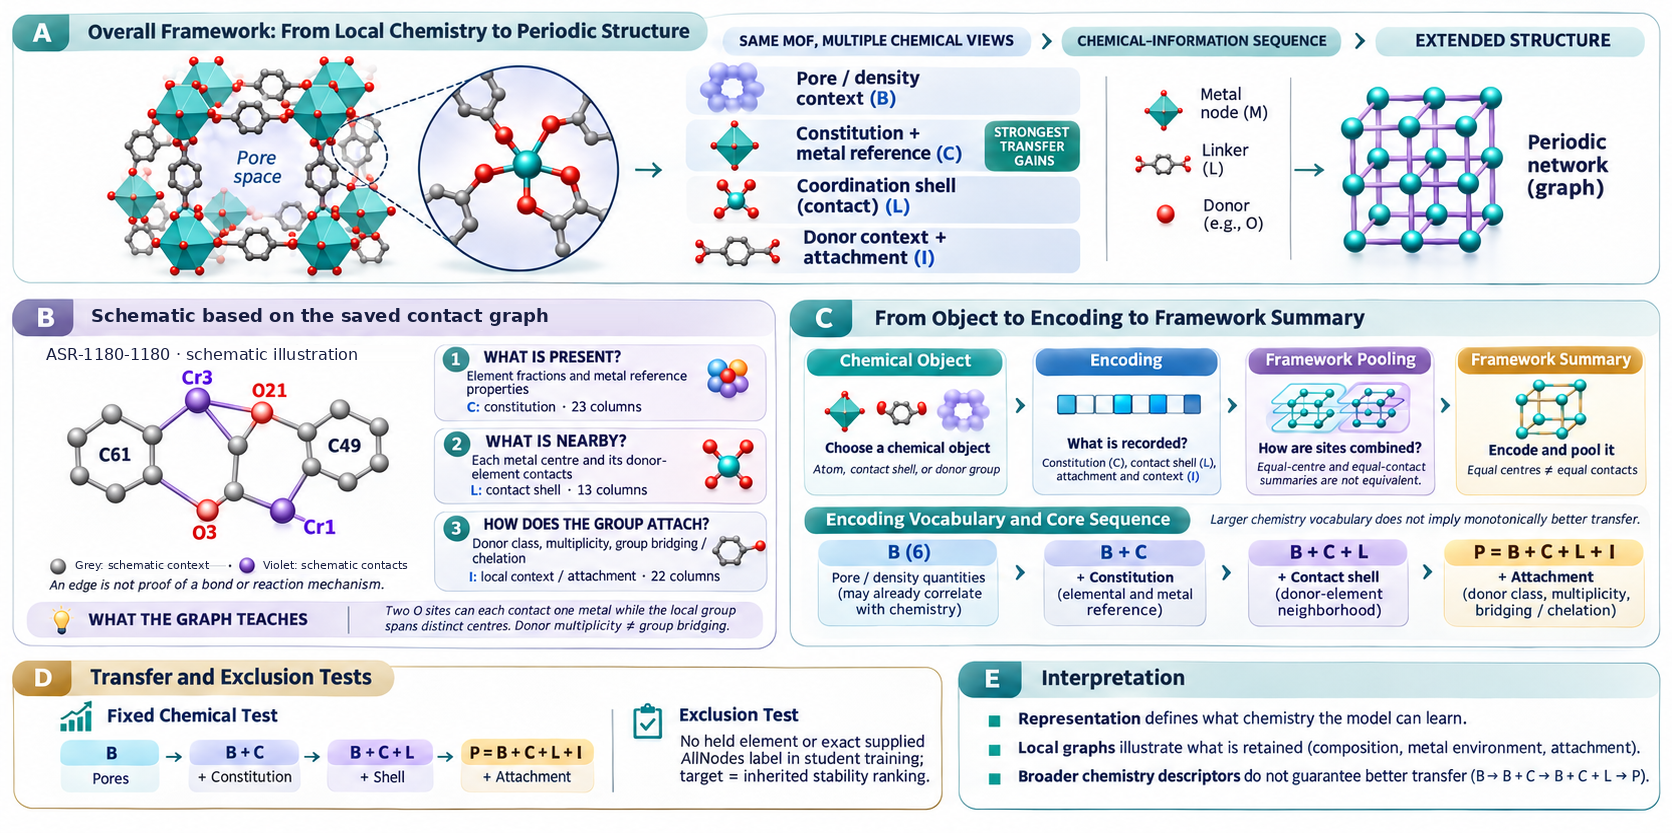 A
Overall Framework: From Local Chemistry to Periodic Structure
SAME MOF, MULTIPLE CHEMICAL VIEWS
CHEMICAL-INFORMATION SEQUENCE
EXTENDED STRUCTURE
Pore
space
Pore / density
context (B)
Constitution +
metal reference (C)
STRONGEST
TRANSFER
GAINS
Coordination shell
(contact) (L)
Donor context +
attachment (I)
Metal
node (M)
Linker
(L)
Donor
(e.g., O)
Periodic
network
(graph)
B
Schematic based on the saved contact graph
ASR-1180-1180 · schematic illustration
Cr3
O21
C61
C49
O3
Cr1
Grey: schematic context
Violet: schematic contacts
An edge is not proof of a bond or reaction mechanism.
1
WHAT IS PRESENT?
Element fractions and metal reference
properties
C: constitution · 23 columns
2
WHAT IS NEARBY?
Each metal centre and its donor-
element contacts
L: contact shell · 13 columns
3
HOW DOES THE GROUP ATTACH?
Donor class, multiplicity, group bridging /
chelation
I: local context / attachment · 22 columns
WHAT THE GRAPH TEACHES
Two O sites can each contact one metal while the local group
spans distinct centres. Donor multiplicity ≠ group bridging.
C
From Object to Encoding to Framework Summary
Chemical Object
Choose a chemical object
Atom, contact shell, or donor group
Encoding
What is recorded?
Constitution (C), contact shell (L),
attachment and context (I)
Framework Pooling
How are sites combined?
Equal-centre and equal-contact
summaries are not equivalent.
Framework Summary
Encode and pool it
Equal centres ≠ equal contacts
Encoding Vocabulary and Core Sequence
Larger chemistry vocabulary does not imply monotonically better transfer.
B (6)
Pore / density quantities
(may already correlate
with chemistry)
B + C
+ Constitution
(elemental and metal
reference)
B + C + L
+ Contact shell
(donor-element
neighborhood)
P = B + C + L + I
+ Attachment
(donor class, multiplicity,
bridging / chelation)
D
Transfer and Exclusion Tests
Fixed Chemical Test
B
Pores
B + C
+ Constitution
B + C + L
+ Shell
P = B + C + L + I
+ Attachment
Exclusion Test
No held element or exact supplied
AllNodes label in student training;
target = inherited stability ranking.
E
Interpretation
Representation defines what chemistry the model can learn.
Local graphs illustrate what is retained (composition, metal environment, attachment).
Broader chemistry descriptors do not guarantee better transfer (B → B + C → B + C + L → P).